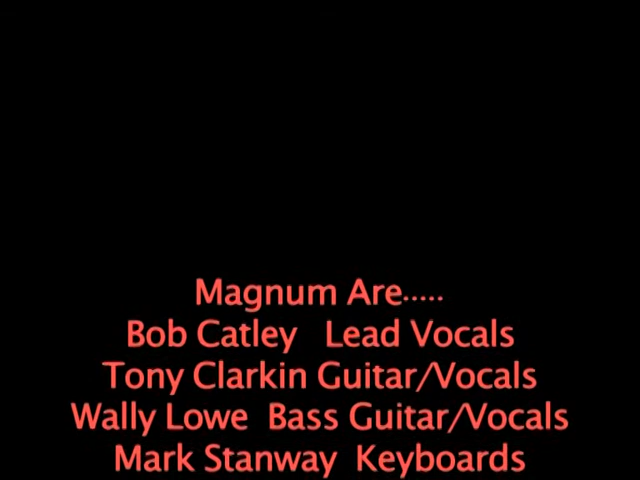 Magnum Are.....
Bob Catley Lead Vocals
Tony Clarkin Guitar/Vocals
Wally Lowe Bass Guitar/Vocals
Mark Stanway Keyboards